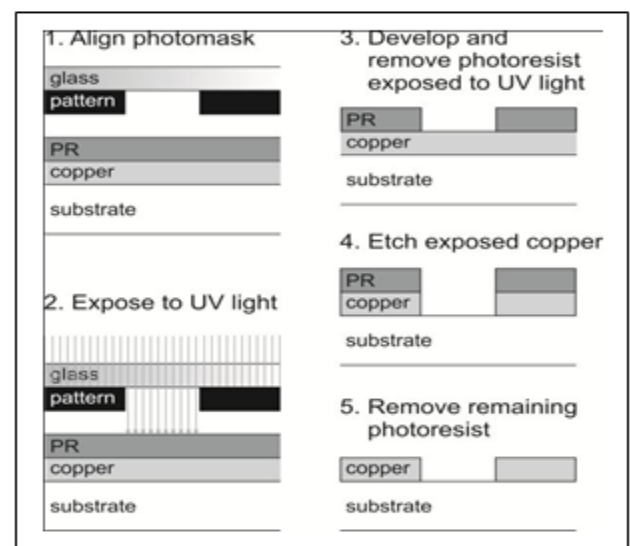 1. Align photomask
glass
pattern
PR
copper
substrate
2. Expose to UV light
glass
pattern
PR
copper
substrate
3. Develop and
remove photoresist
exposed to UV light
PR
copper
substrate
4. Etch exposed copper
PR
copper
substrate
5. Remove remaining
photoresist
copper
substrate